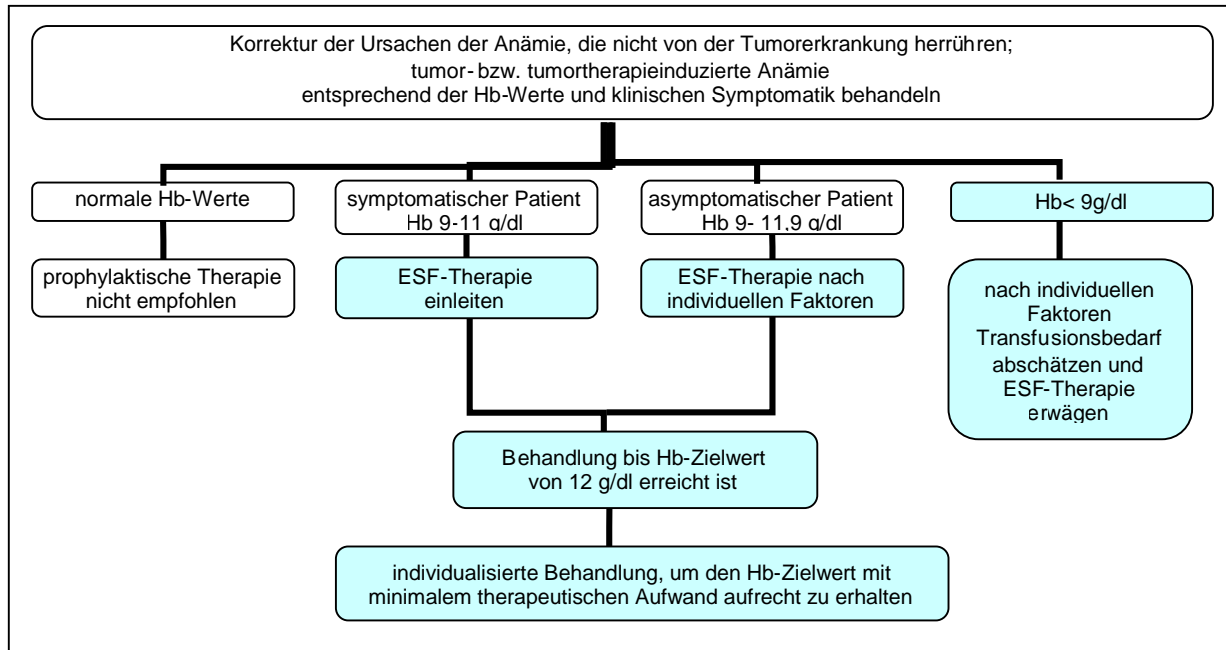 Korrektur der Ursachen der Anämie, die nicht von der Tumorerkrankung herrühren;
tumor- bzw. tumortherapieinduzierte Anämie
entsprechend der Hb-Werte und klinischen Symptomatik behandeln
normale Hb-Werte
symptomatischer Patient
Hb 9-11 g/dl
asymptomatischer Patient
Hb 9- 11,9 g/dl
Hb< 9g/dl
prophylaktische Therapie
nicht empfohlen
ESF-Therapie
einleiten
ESF-Therapie nach
individuellen Faktoren
nach individuellen
Faktoren
Transfusionsbedarf
abschätzen und
ESF-Therapie
erwägen
Behandlung bis Hb-Zielwert
von 12 g/dl erreicht ist
individualisierte Behandlung, um den Hb-Zielwert mit
minimalem therapeutischen Aufwand aufrecht zu erhalten